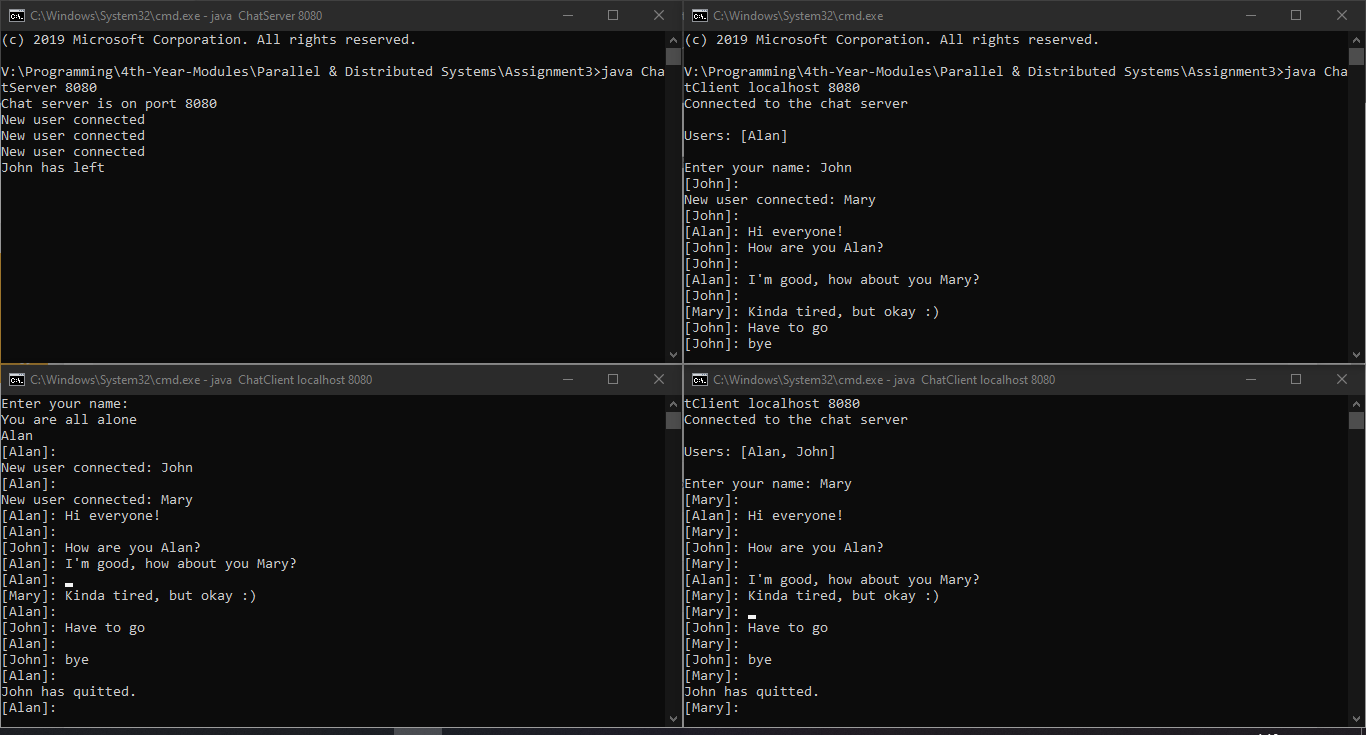 C:\Windows\System32\cmd.exe - java  ChatServer 8080
(c) 2019 Microsoft Corporation. All rights reserved.
V:\Programming\4th-Year-Modules\Parallel & Distributed Systems\Assignment3>java Cha
tServer 8080
Chat server is on port 8080
New user connected
New user connected
New user connected
John has left
C:\Windows\System32\cmd.exe
(c) 2019 Microsoft Corporation. All rights reserved.
V:\Programming\4th-Year-Modules\Parallel & Distributed Systems\Assignment3>java Cha
tClient localhost 8080
Connected to the chat server
Users: [Alan]
Enter your name: John
[John]:
New user connected: Mary
[John]:
[Alan]: Hi everyone!
[John]: How are you Alan?
[John]:
[Alan]: I'm good, how about you Mary?
[John]:
[Mary]: Kinda tired, but okay :)
[John]: Have to go
[John]: bye
C:\Windows\System32\cmd.exe - java  ChatClient localhost 8080
Enter your name:
You are all alone
Alan
[Alan]:
New user connected: John
[Alan]:
New user connected: Mary
[Alan]: Hi everyone!
[Alan]:
[John]: How are you Alan?
[Alan]: I'm good, how about you Mary?
[Alan]:
[Mary]: Kinda tired, but okay :)
[Alan]:
[John]: Have to go
[Alan]:
[John]: bye
[Alan]:
John has quitted.
[Alan]:
C:\Windows\System32\cmd.exe - java  ChatClient localhost 8080
tClient localhost 8080
Connected to the chat server
Users: [Alan, John]
Enter your name: Mary
[Mary]:
[Alan]: Hi everyone!
[Mary]:
[John]: How are you Alan?
[Mary]:
[Alan]: I'm good, how about you Mary?
[Mary]: Kinda tired, but okay :)
[Mary]:
[John]: Have to go
[Mary]:
[John]: bye
[Mary]:
John has quitted.
[Mary]: